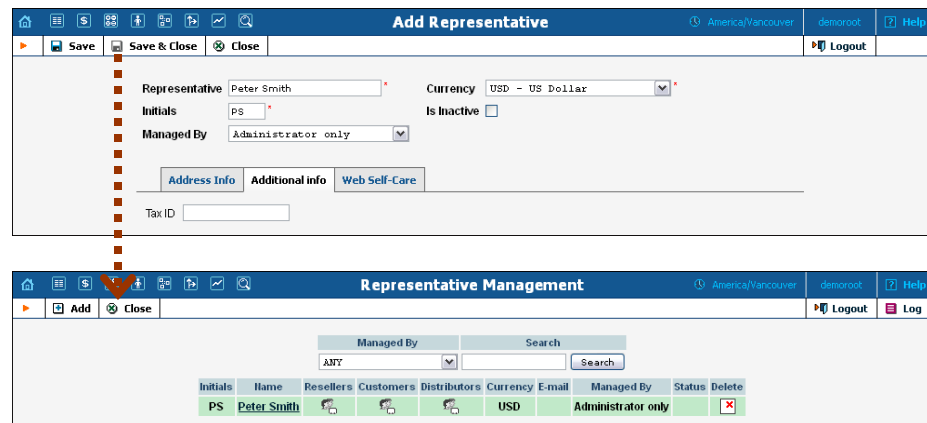 Add Representative America/Vancouver demoroot ? Help
Save Save & Close Close Logout
Representative Peter Smith * Currency USD - US Dollar *
Initials PS * Is Inactive
Managed By Administrator only
Address Info Additional info Web Self-Care
Tax ID
Representative Management America/Vancouver demoroot ? Help
Add Close Logout Log
Managed By Search
ANY Search
Initials Name Resellers Customers Distributors Currency E-mail Managed By Status Delete
PS Peter Smith USD Administrator only